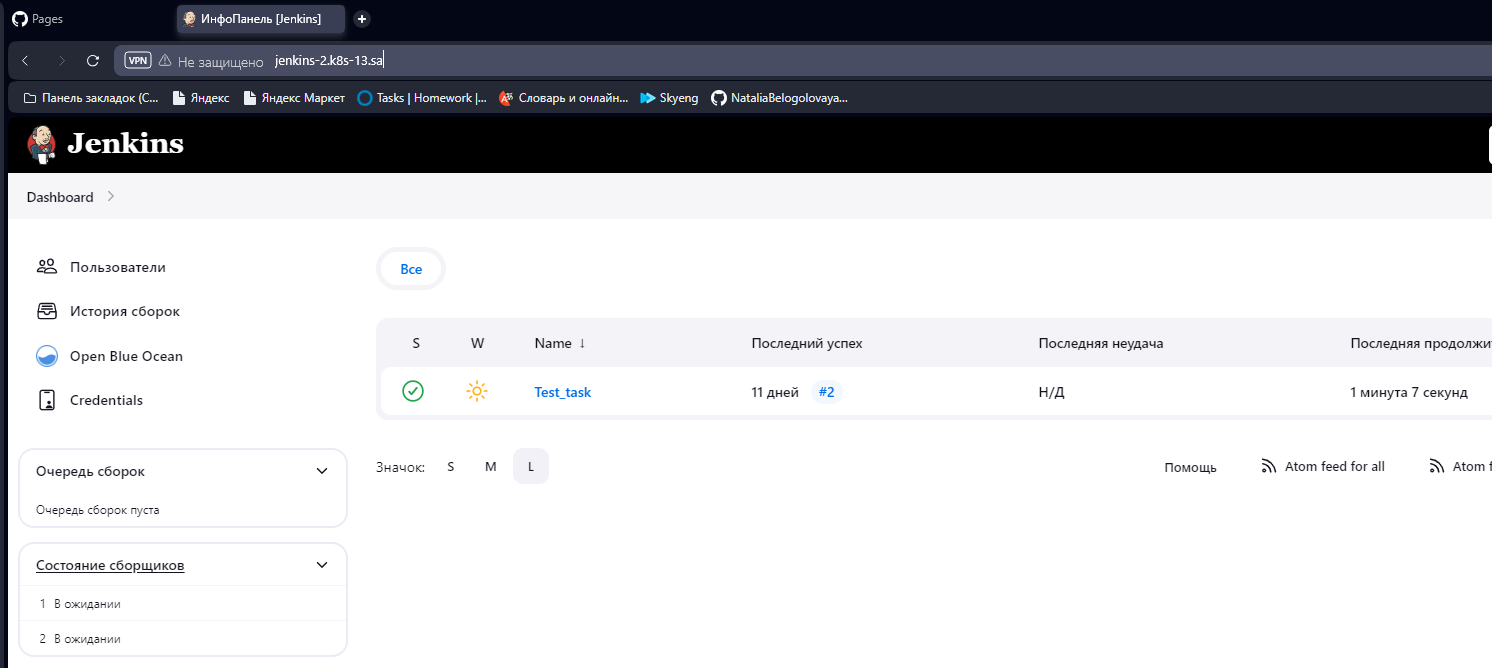 Pages
ИнфоПанель [Jenkins]
VPN Не защищено jenkins-2.k8s-13.sa
Панель закладок (С... Яндекс Яндекс Маркет Tasks | Homework |... Словарь и онлайн... Skyeng NataliaBelogolovaya...
Jenkins
Dashboard
Пользователи
История сборок
Open Blue Ocean
Credentials
Очередь сборок
Очередь сборок пуста
Состояние сборщиков
1 В ожидании
2 В ожидании
Все
S W Name ↓ Последний успех Последняя неудача Последняя продолжит
Test_task 11 дней #2 Н/Д 1 минута 7 секунд
Значок: S M L
Помощь Atom feed for all Atom f